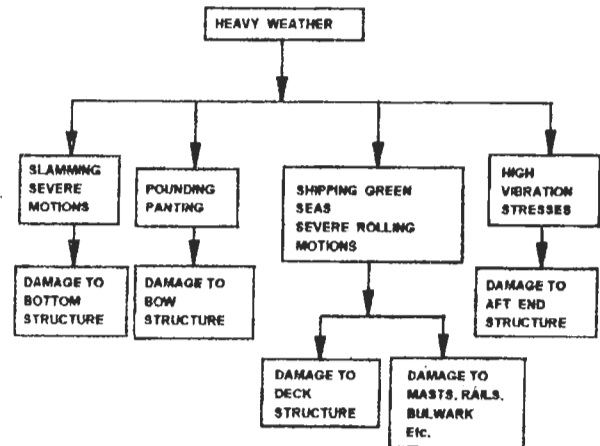 HEAVY WEATHER
SLAMMING
SEVERE
MOTIONS
POUNDING
PANTING
SHIPPING GREEN
SEAS
SEVERE ROLLING
MOTIONS
HIGH
VIBRATION
STRESSES
DAMAGE TO
BOTTOM
STRUCTURE
DAMAGE TO
BOW
STRUCTURE
DAMAGE TO
AFT END
STRUCTURE
DAMAGE TO
DECK
STRUCTURE
DAMAGE TO
MASTS, RAILS,
BULWARK
Etc.